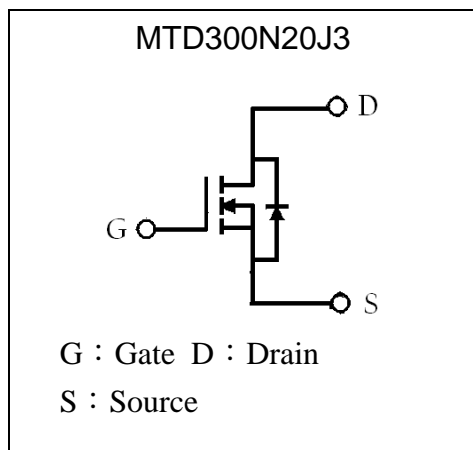 MTD300N20J3
D
G
S
G：Gate D：Drain
S：Source